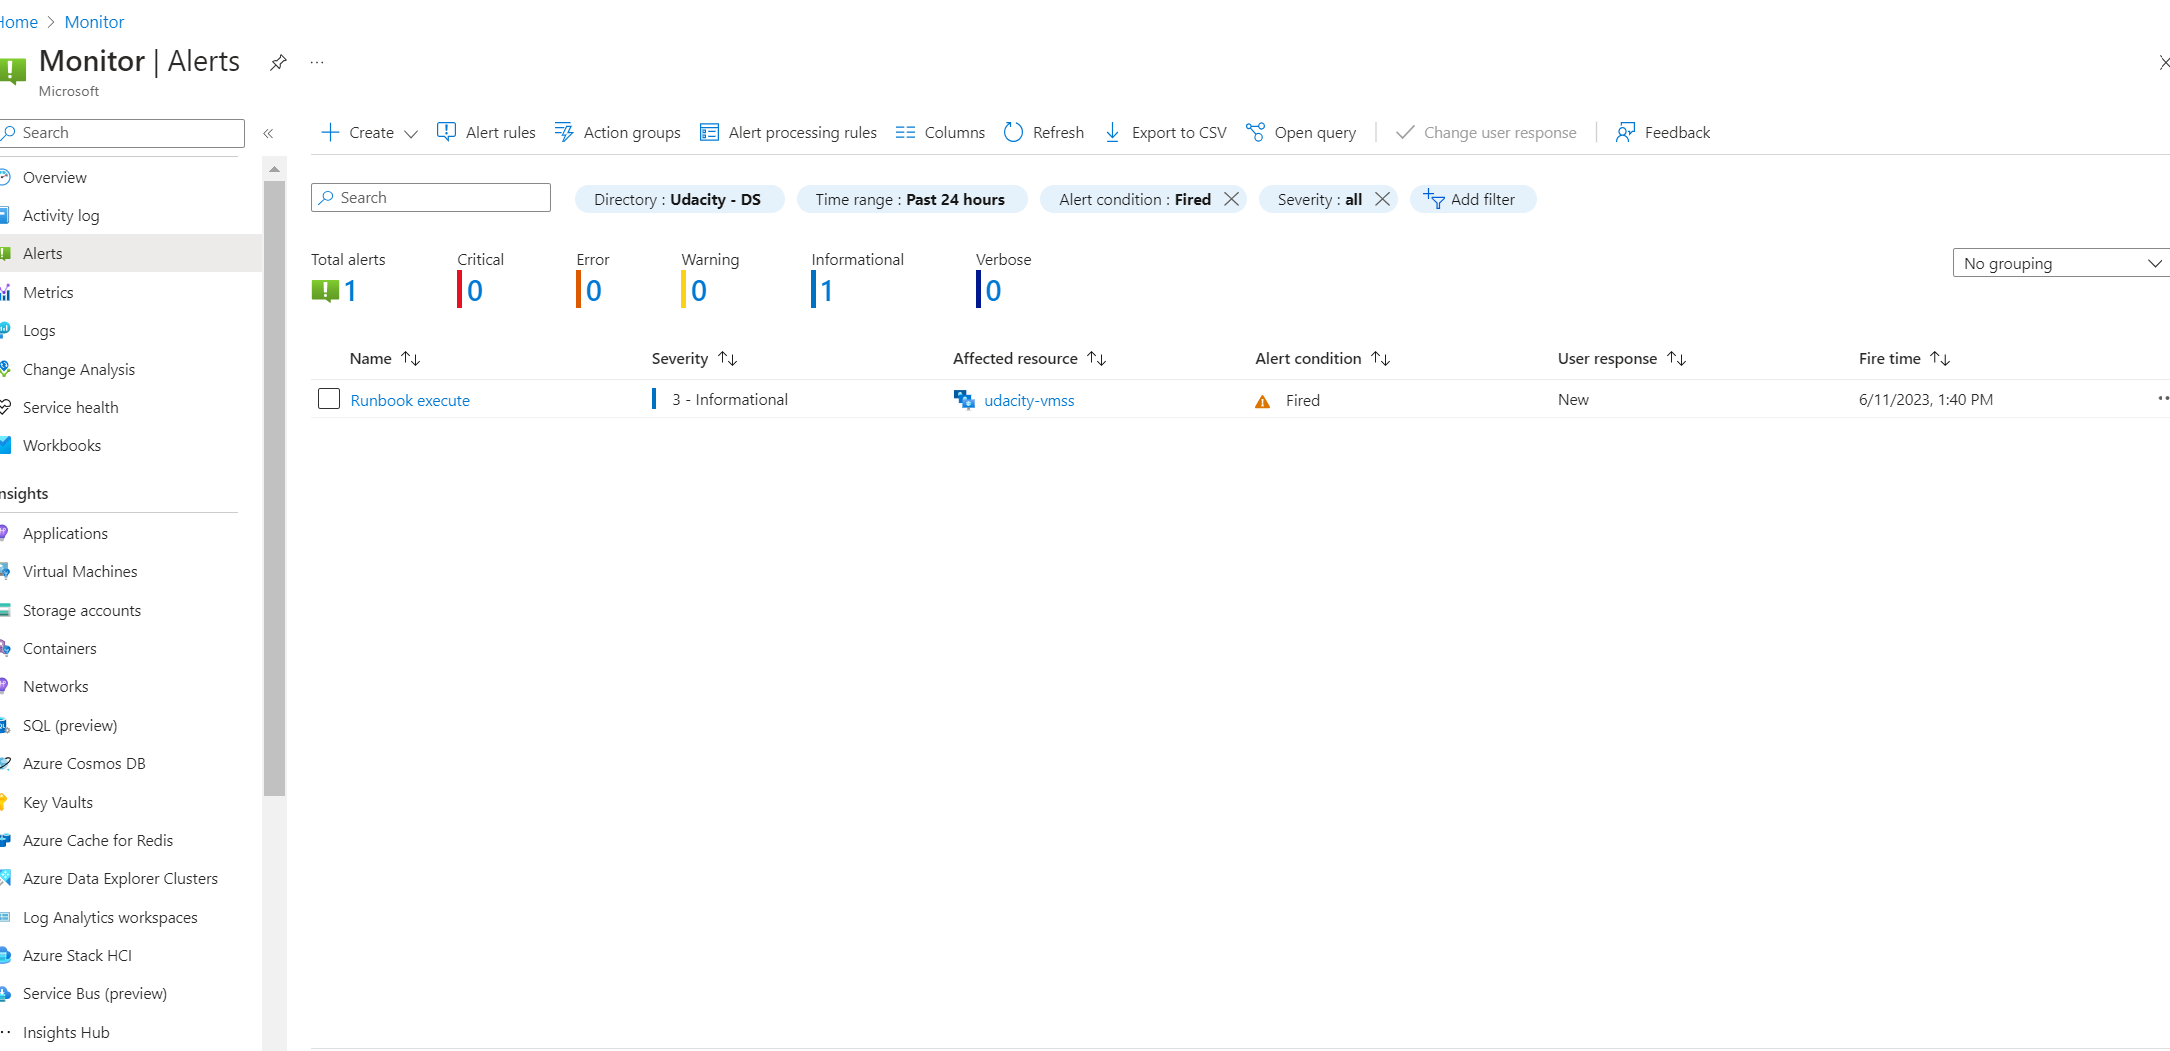 Home > Monitor
Monitor | Alerts ...
Microsoft
Search «
Overview
Activity log
Alerts
Metrics
Logs
Change Analysis
Service health
Workbooks
Insights
Applications
Virtual Machines
Storage accounts
Containers
Networks
SQL (preview)
Azure Cosmos DB
Key Vaults
Azure Cache for Redis
Azure Data Explorer Clusters
Log Analytics workspaces
Azure Stack HCI
Service Bus (preview)
Insights Hub
Create Alert rules Action groups Alert processing rules Columns Refresh Export to CSV Open query Change user response Feedback
Search Directory : Udacity - DS Time range : Past 24 hours Alert condition : Fired Severity : all Add filter
Total alerts Critical Error Warning Informational Verbose
1 0 0 0 1 0
No grouping
Name Severity Affected resource Alert condition User response Fire time
Runbook execute 3 - Informational udacity-vmss Fired New 6/11/2023, 1:40 PM